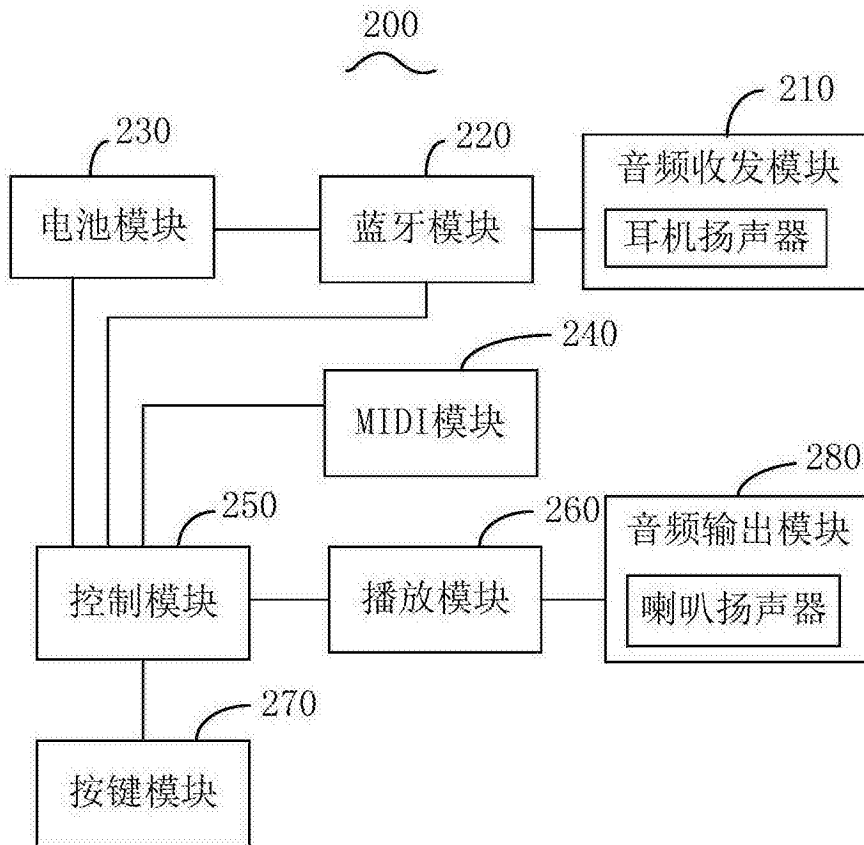 200
230
220
210
电池模块
蓝牙模块
音频收发模块
耳机扬声器
240
MIDI模块
250
260
280
控制模块
播放模块
音频输出模块
喇叭扬声器
270
按键模块